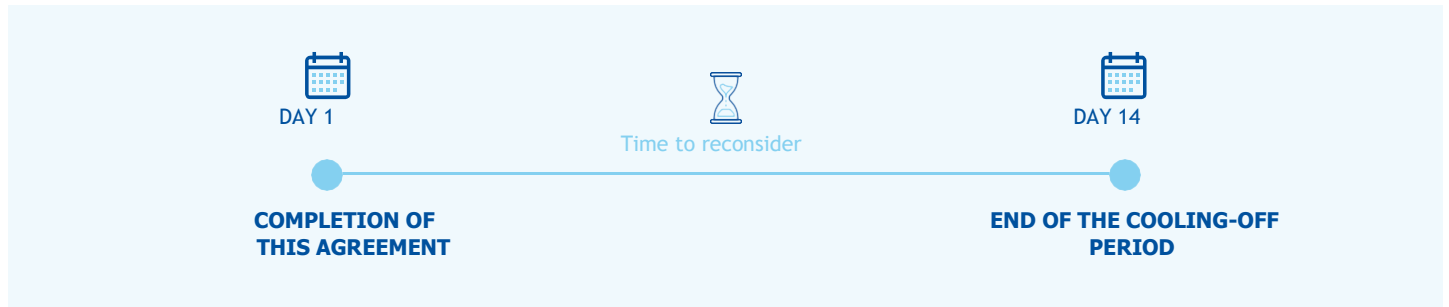 DAY 1
DAY 14
Time to reconsider
COMPLETION OF
THIS AGREEMENT
END OF THE COOLING-OFF
PERIOD